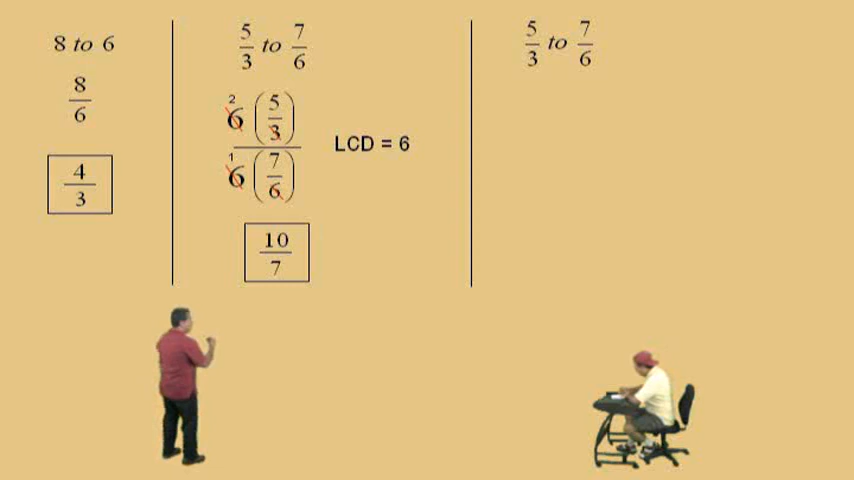 8 to 6
8/6
4/3
5/3 to 7/6
2
6 (5/3)
1
6 (7/6)
LCD = 6
10/7
5/3 to 7/6